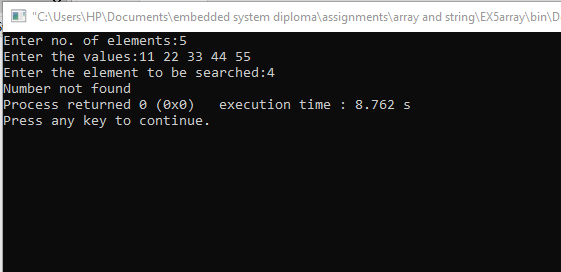 "C:\Users\HP\Documents\embedded system diploma\assignments\array and string\EX5array\bin\D
Enter no. of elements:5
Enter the values:11 22 33 44 55
Enter the element to be searched:4
Number not found
Process returned 0 (0x0)   execution time : 8.762 s
Press any key to continue.